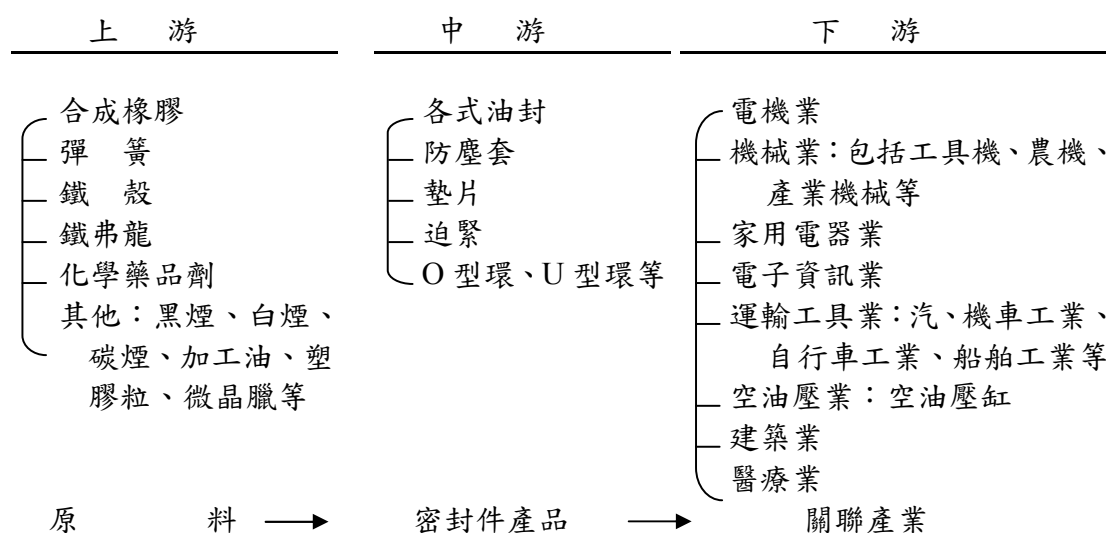 上 游
合成橡膠
彈 簧
鐵 殼
鐵弗龍
化學藥品劑
其他：黑煙、白煙、
碳煙、加工油、塑
膠粒、微晶臘等
原 料
中 游
各式油封
防塵套
墊片
迫緊
O 型環、U 型環等
密封件產品
下 游
電機業
機械業：包括工具機、農機、
產業機械等
家用電器業
電子資訊業
運輸工具業：汽、機車工業、
自行車工業、船舶工業等
空油壓業：空油壓缸
建築業
醫療業
關聯產業